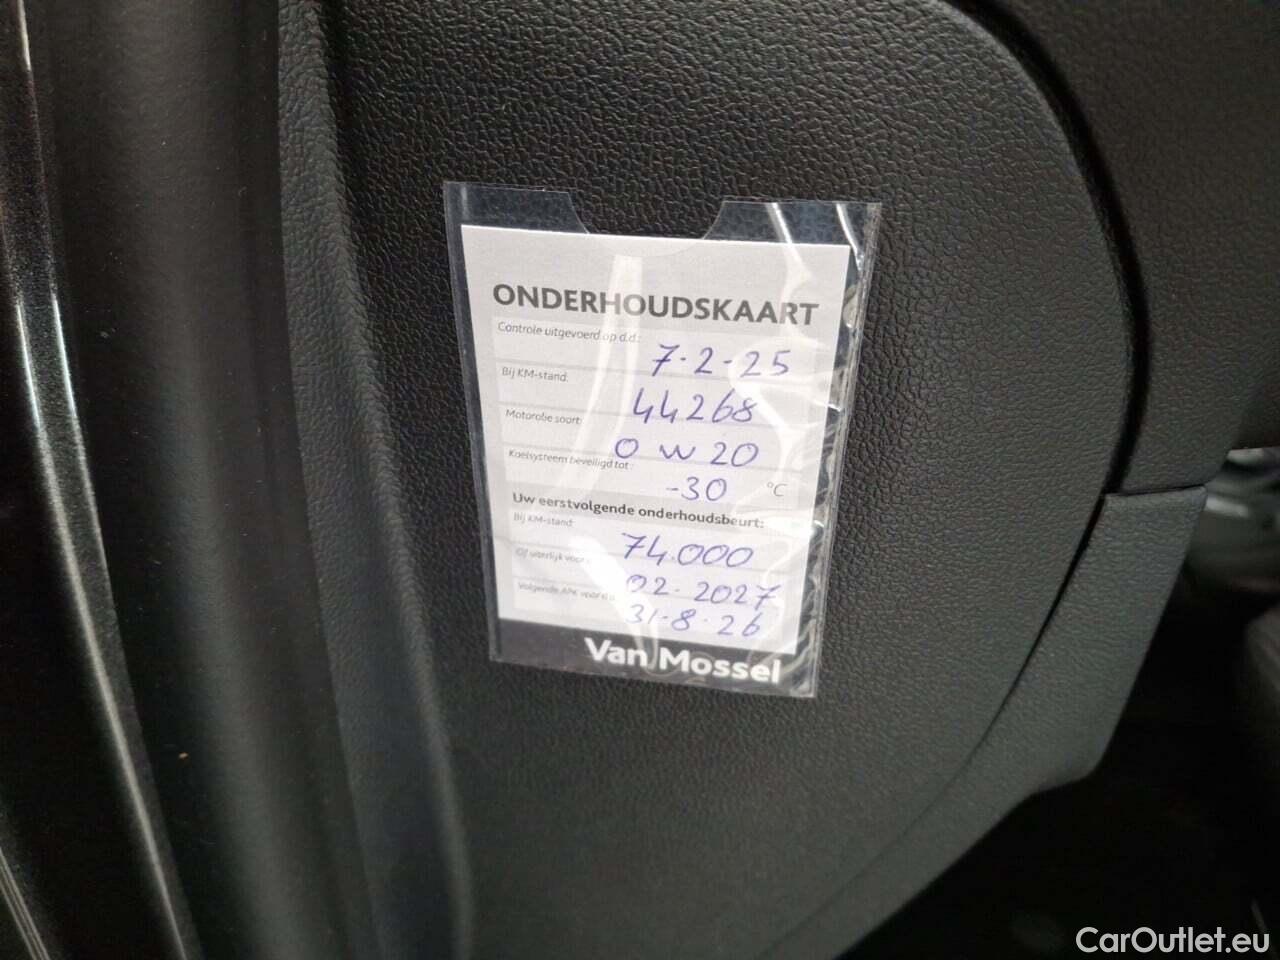 ONDERHOUDSKAART
Controle uitgevoerd op d.d.: 7-2-25
Bij KM-stand: 44268
Motorolie soort: 0 W 20
Koelsysteem beveiligd tot: -30 °C
Uw eerstvolgende onderhoudsbeurt:
Bij KM-stand: 74.000
Of uiterlijk voor: 02-2027
Volgende APK voor 31-8-26
Van Mossel
CarOutlet.eu